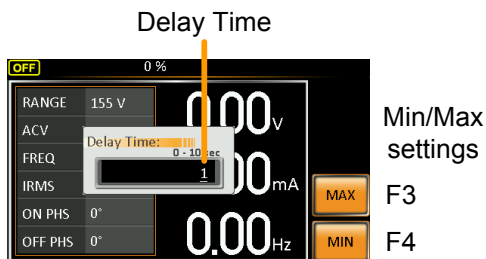 Delay Time
OFF 0 %
RANGE 155 V
ACV
FREQ
IRMS
ON PHS 0°
OFF PHS 0°
Delay Time:
0 - 10 sec
1
0.00V
mA
0.00Hz
MAX
MIN
Min/Max
settings
F3
F4